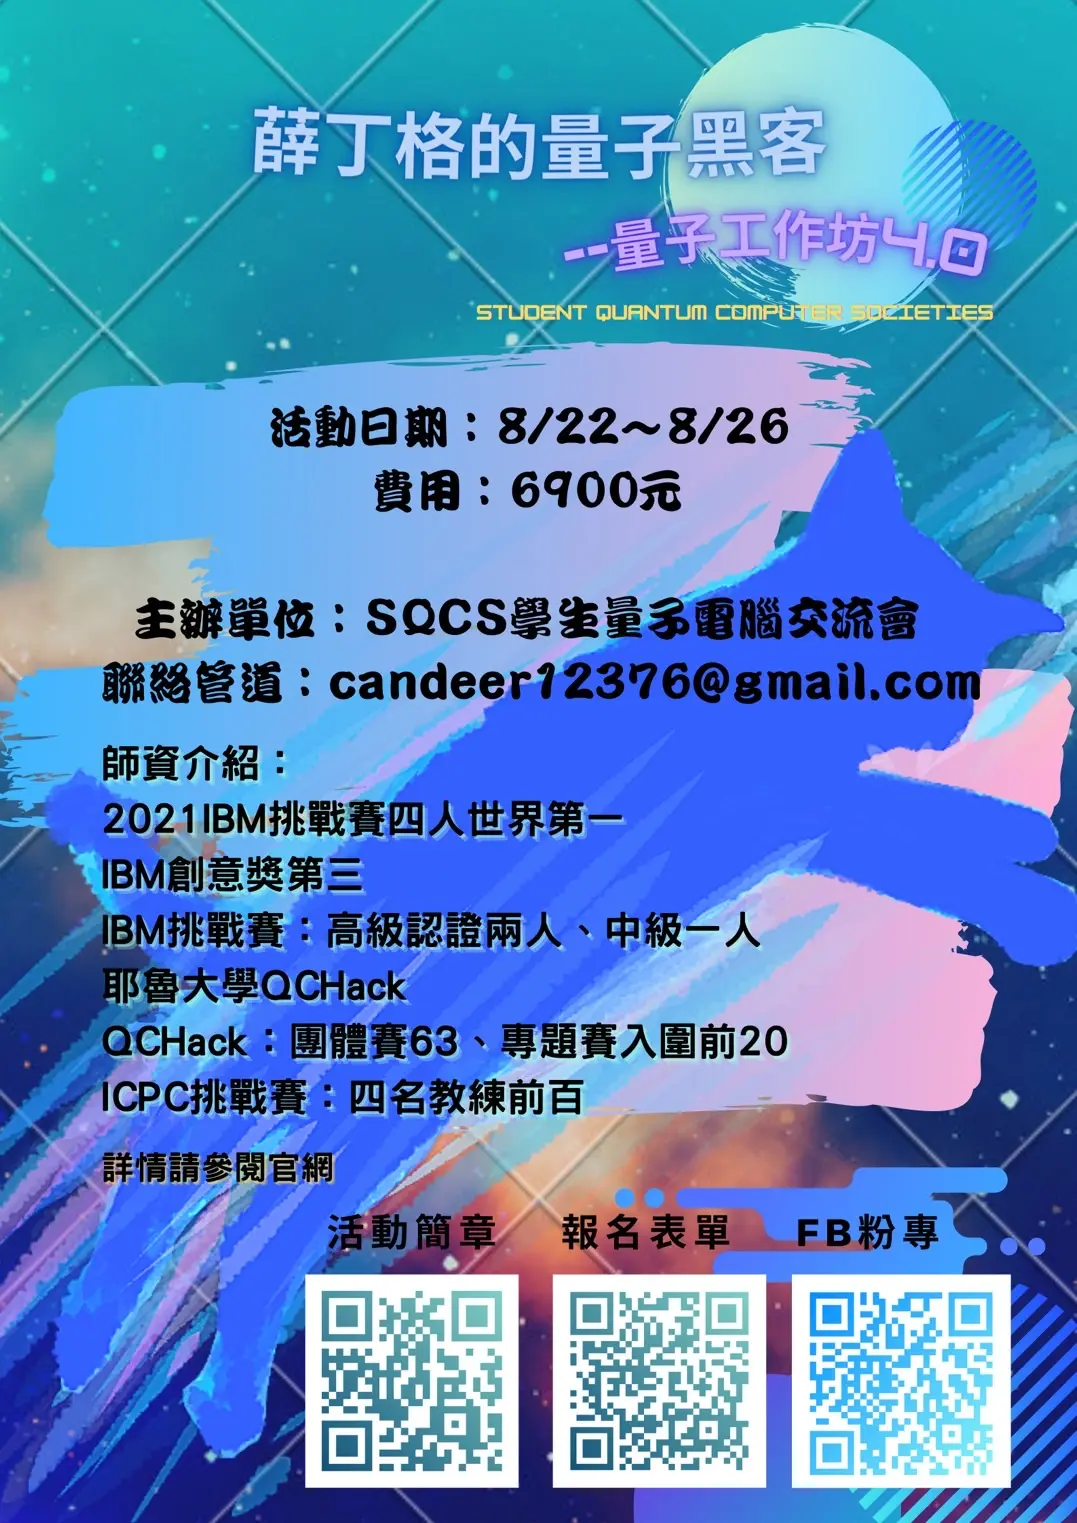 薛丁格的量子黑客
--量子工作坊4.0
STUDENT QUANTUM COMPUTER SOCIETIES
活動日期：8/22～8/26
費用：6900元
主辦單位：SQCS學生量子電腦交流會
聯絡管道：candeer12376@gmail.com
師資介紹：
2021IBM挑戰賽四人世界第一
IBM創意獎第三
IBM挑戰賽：高級認證兩人、中級一人
耶魯大學QCHack
QCHack：團體賽63、專題賽入圍前20
ICPC挑戰賽：四名教練前百
詳情請參閱官網
活動簡章 報名表單 FB粉專